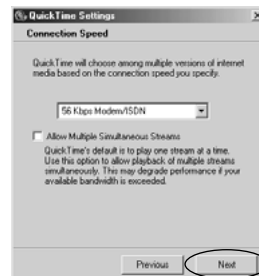 QuickTime Settings
Connection Speed
QuickTime will choose among multiple versions of internet
media based on the connection speed you specify.
56 Kbps Modem/ISDN
Allow Multiple Simultaneous Streams
QuickTime's default is to play one stream at a time.
Use this option to allow playback of multiple streams
simultaneously. This may degrade performance if your
available bandwidth is exceeded.
Previous
Next